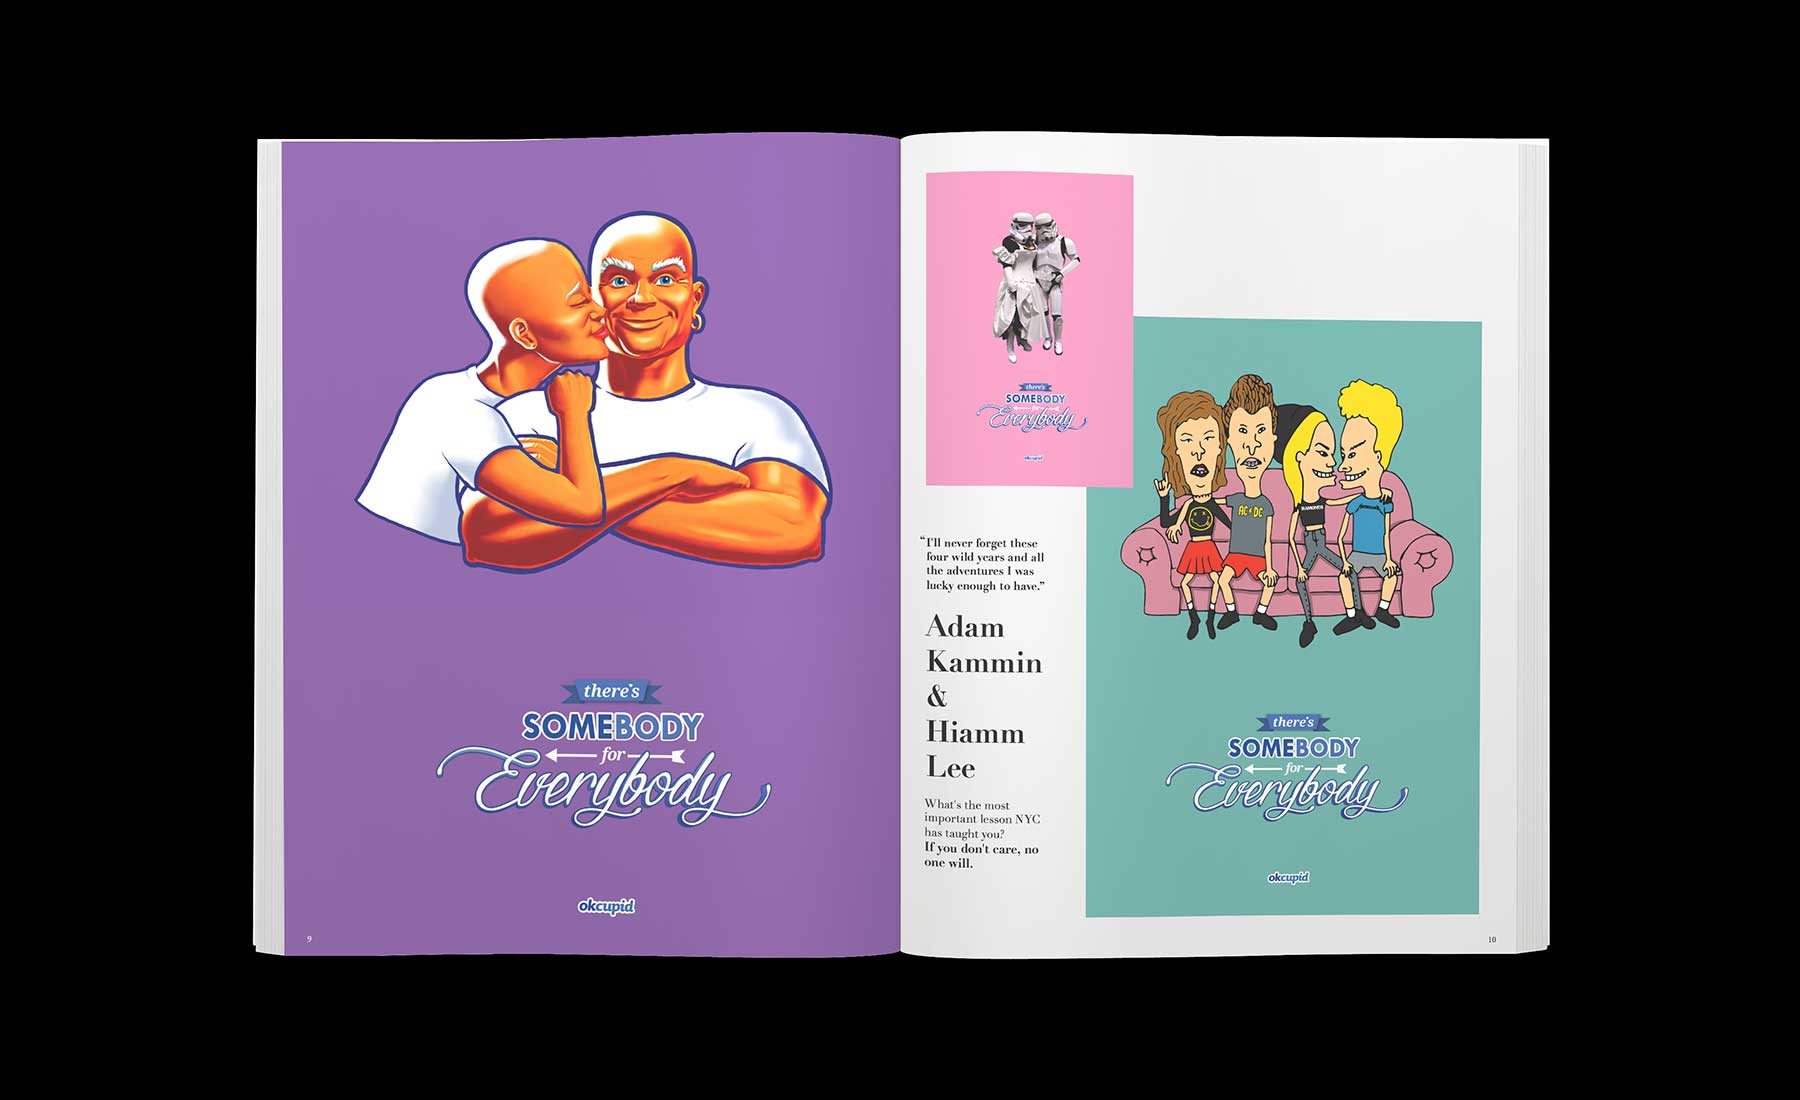 there's
SOMEBODY
for
Everybody
okcupid
9
there's
SOMEBODY
for
Everybody
okcupid
“I'll never forget these
four wild years and all
the adventures I was
lucky enough to have.”
Adam
Kammin
&
Hiamm
Lee
What's the most
important lesson NYC
has taught you?
If you don't care, no
one will.
AC DC
RAMONES
METALLICA
there's
SOMEBODY
for
Everybody
okcupid
10